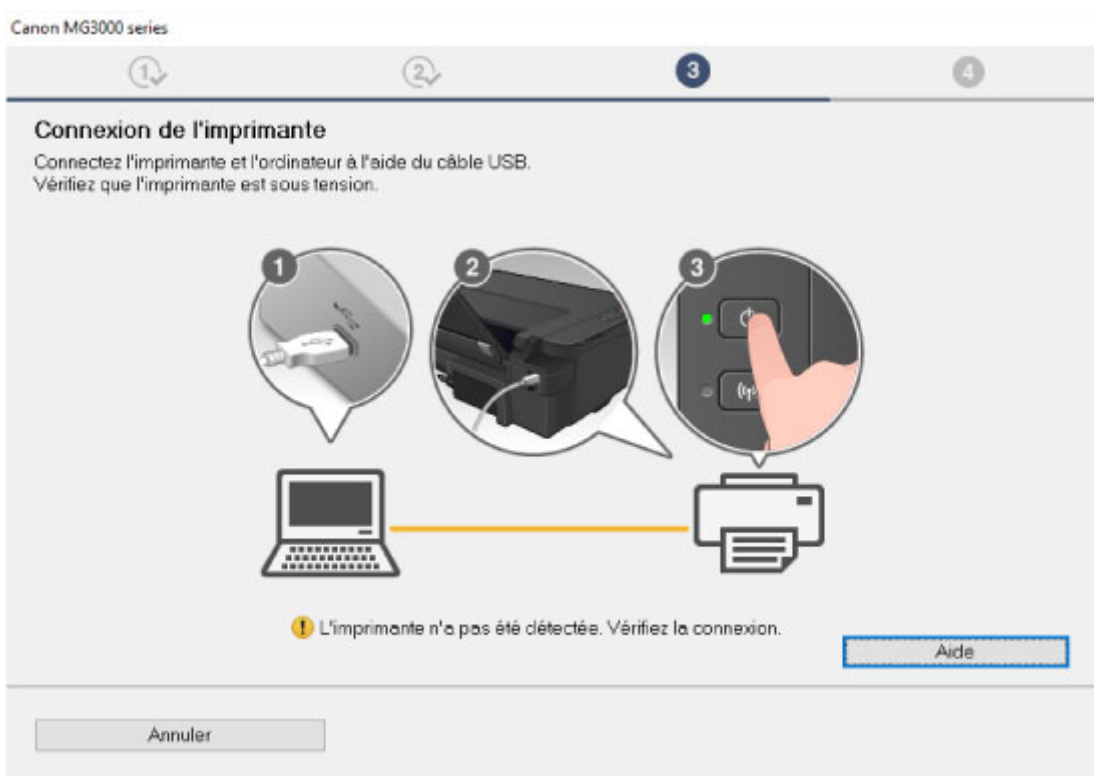 Canon MG3000 series
1
2
3
4
Connexion de l'imprimante
Connectez l'imprimante et l'ordinateur à l'aide du câble USB.
Vérifiez que l'imprimante est sous tension.
1
2
3
L'imprimante n'a pas été détectée. Vérifiez la connexion.
Aide
Annuler